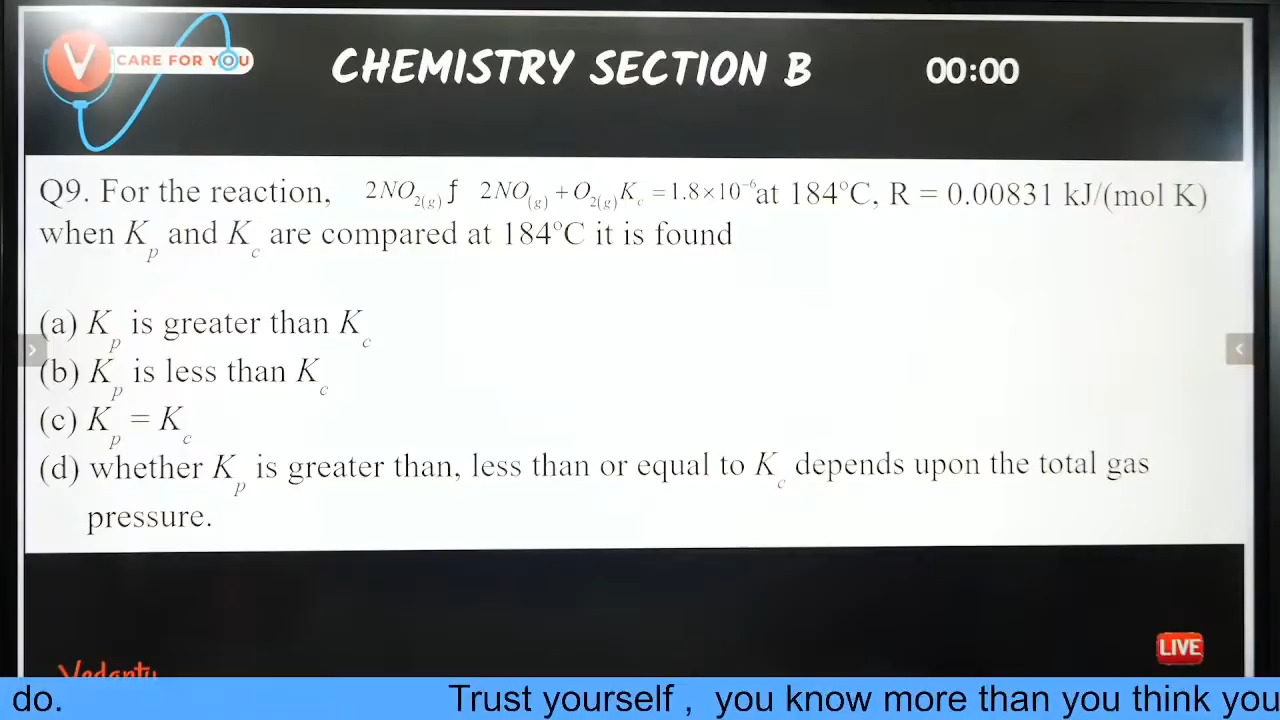 V CARE FOR YOU
CHEMISTRY SECTION B
00:00
Q9. For the reaction, 2NO2(g) ƒ 2NO(g) + O2(g) Kc = 1.8×10⁻⁶ at 184°C, R = 0.00831 kJ/(mol K)
when Kp and Kc are compared at 184°C it is found
(a) Kp is greater than Kc
(b) Kp is less than Kc
(c) Kp = Kc
(d) whether Kp is greater than, less than or equal to Kc depends upon the total gas
pressure.
LIVE
do. Trust yourself , you know more than you think you